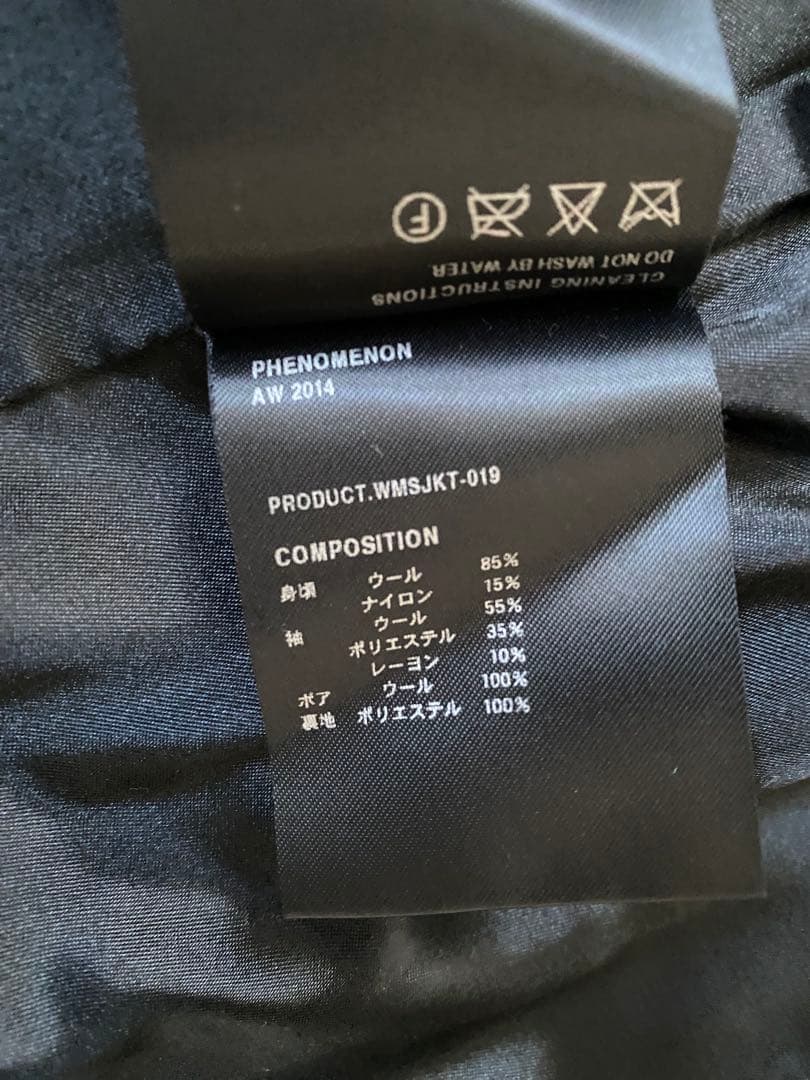 CLEANING INSTRUCTIONS
DO NOT WASH BY WATER
F
PHENOMENON
AW 2014
PRODUCT.WMSJKT-019
COMPOSITION
身頃 ウール 85%
ナイロン 15%
袖 ウール 55%
ポリエステル 35%
レーヨン 10%
ボア ウール 100%
裏地 ポリエステル 100%